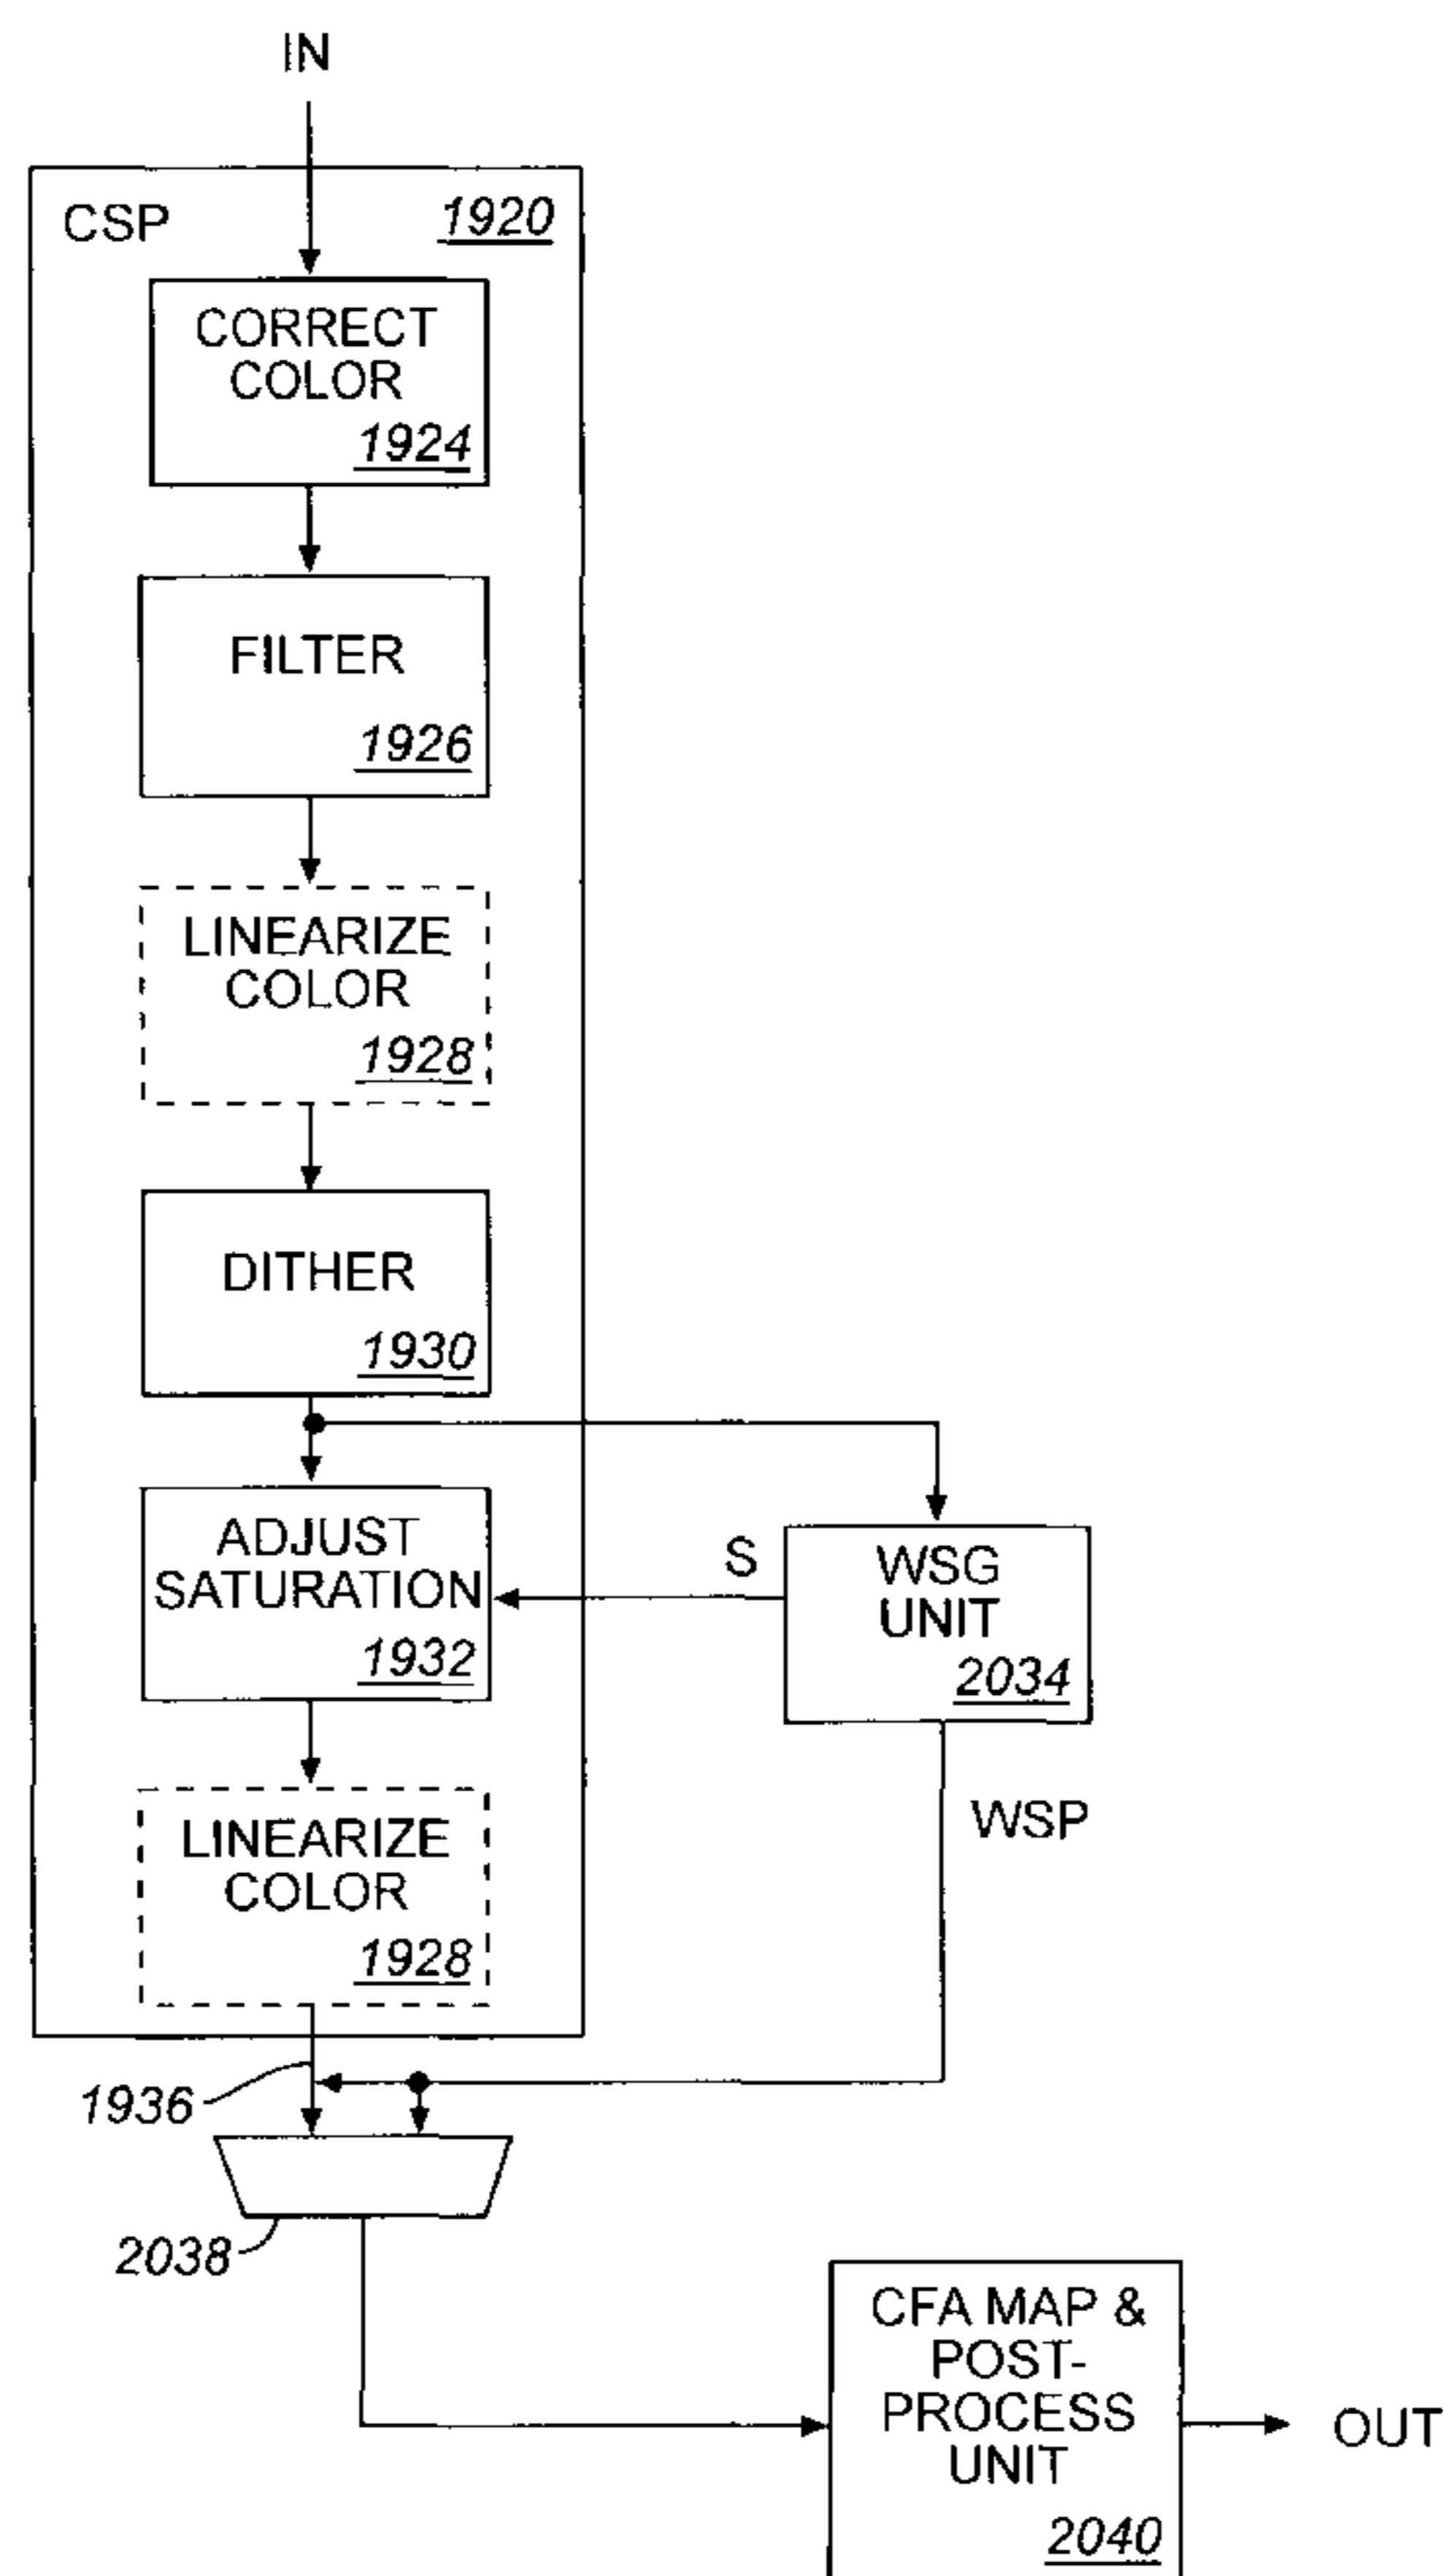 IN
CSP
1920
CORRECT
COLOR
1924
FILTER
1926
LINEARIZE
COLOR
1928
DITHER
1930
ADJUST
SATURATION
1932
S
WSG
UNIT
2034
LINEARIZE
COLOR
1928
WSP
1936
2038
CFA MAP &
POST-
PROCESS
UNIT
2040
OUT